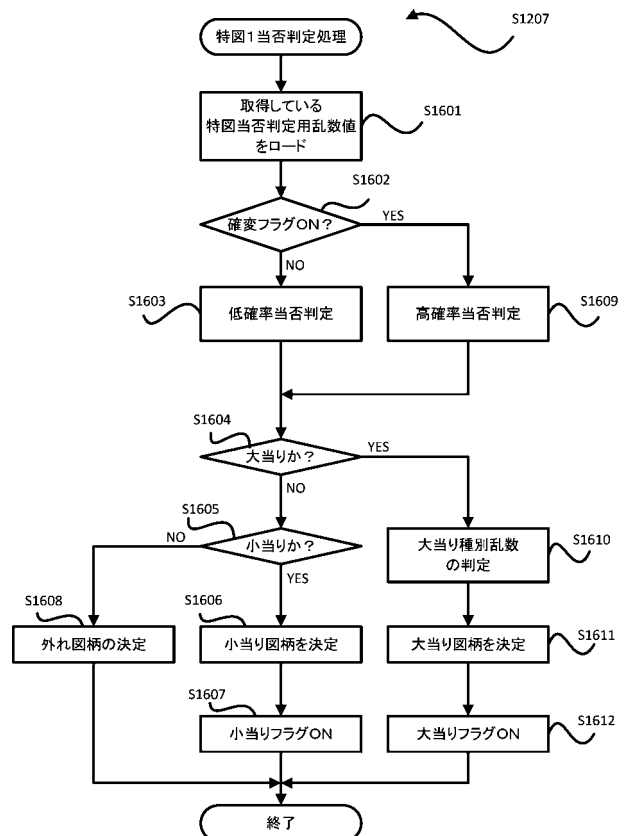 特図1当否判定処理
S1207
取得している
特図当否判定用乱数値
をロード
S1601
S1602
確変フラグON?
YES
NO
S1603
低確率当否判定
高確率当否判定
S1609
S1604
大当りか?
YES
NO
S1605
小当りか?
NO
YES
大当り種別乱数
の判定
S1610
S1608
外れ図柄の決定
S1606
小当り図柄を決定
大当り図柄を決定
S1611
S1607
小当りフラグON
大当りフラグON
S1612
終了